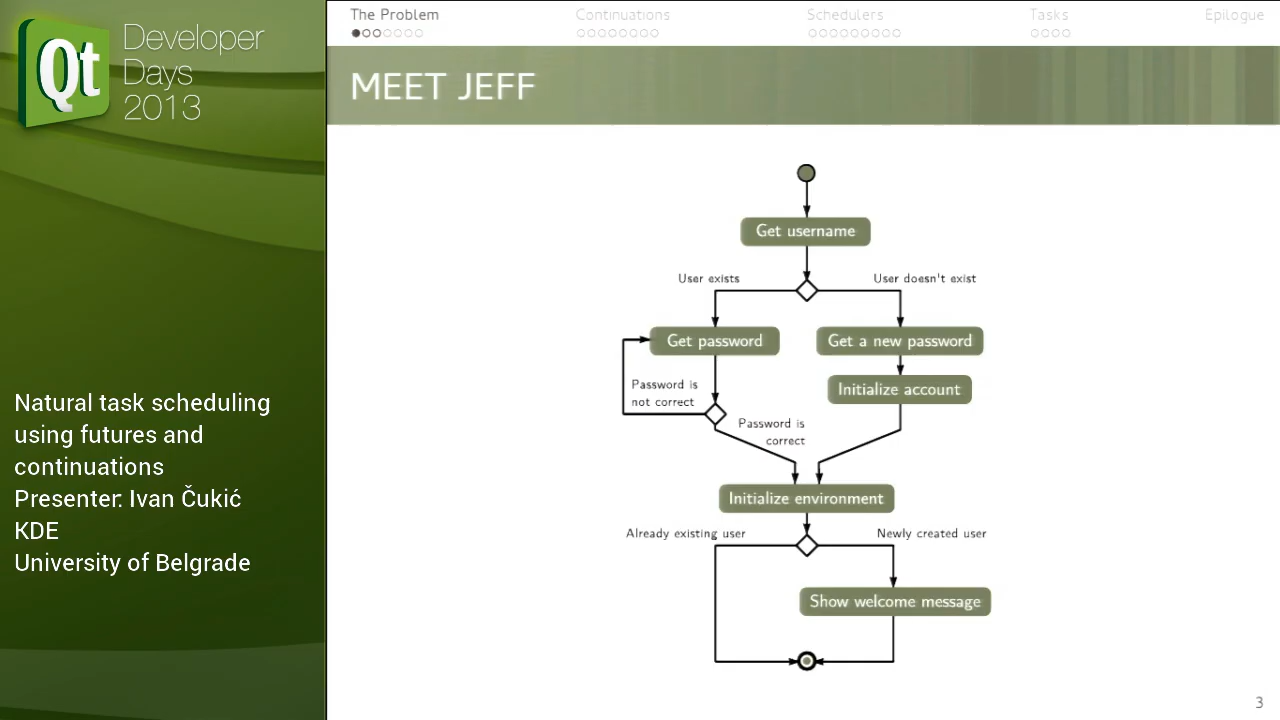 Qt
Developer
Days
2013
Natural task scheduling
using futures and
continuations
Presenter: Ivan Čukić
KDE
University of Belgrade
The Problem
Continuations
Schedulers
Tasks
Epilogue
MEET JEFF
Get username
User exists
User doesn't exist
Get password
Get a new password
Password is
not correct
Initialize account
Password is
correct
Initialize environment
Already existing user
Newly created user
Show welcome message
3